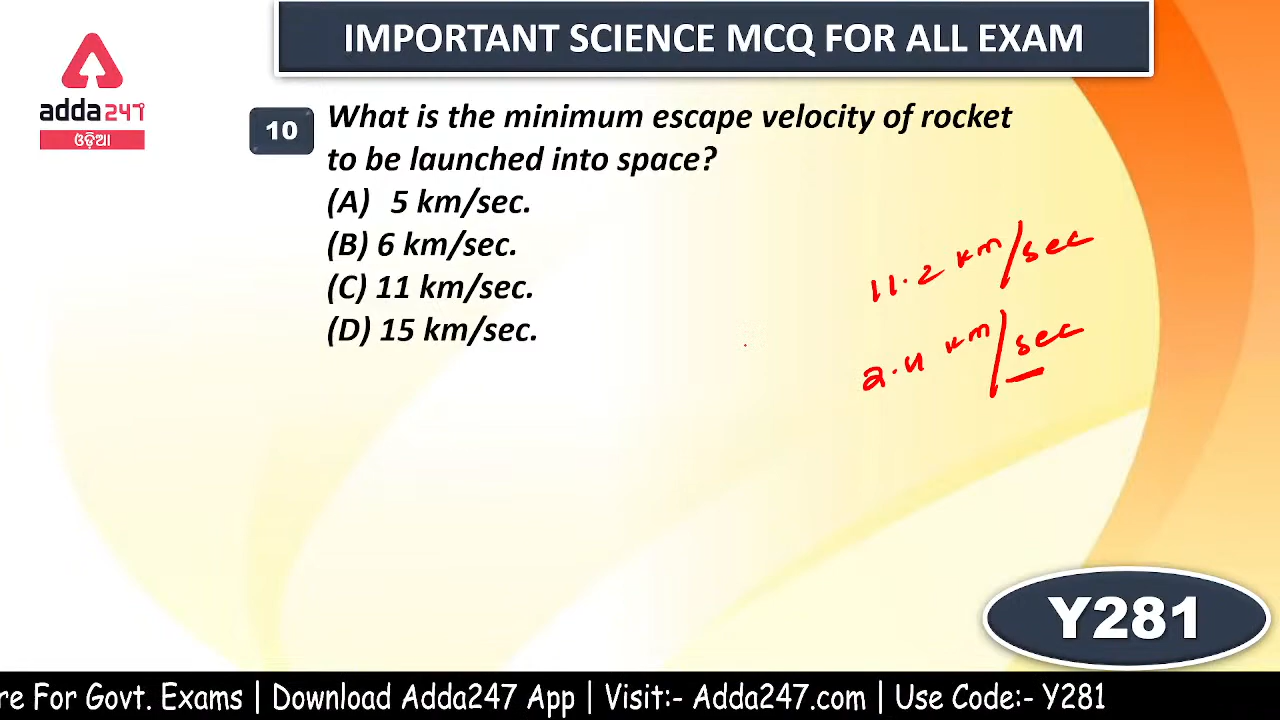 IMPORTANT SCIENCE MCQ FOR ALL EXAM
adda247
ଓଡ଼ିଆ
10
What is the minimum escape velocity of rocket
to be launched into space?
(A) 5 km/sec.
(B) 6 km/sec.
(C) 11 km/sec.
(D) 15 km/sec.
11.2 km/sec
2.4 km/sec
Y281
re For Govt. Exams | Download Adda247 App | Visit:- Adda247.com | Use Code:- Y281